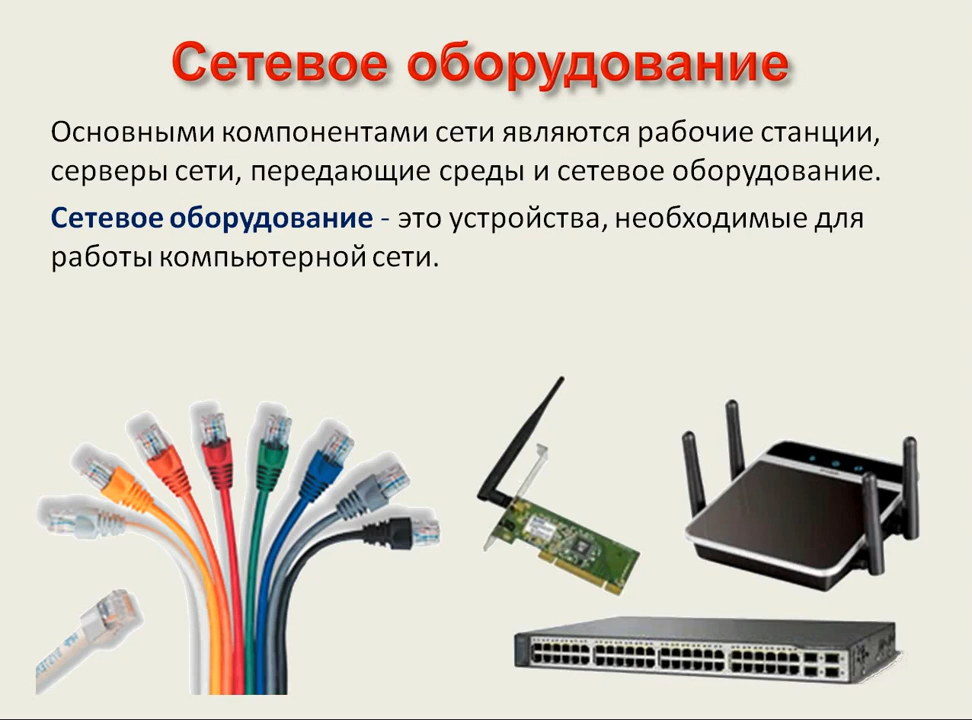 Сетевое оборудование
Основными компонентами сети являются рабочие станции,
серверы сети, передающие среды и сетевое оборудование.
Сетевое оборудование - это устройства, необходимые для
работы компьютерной сети.